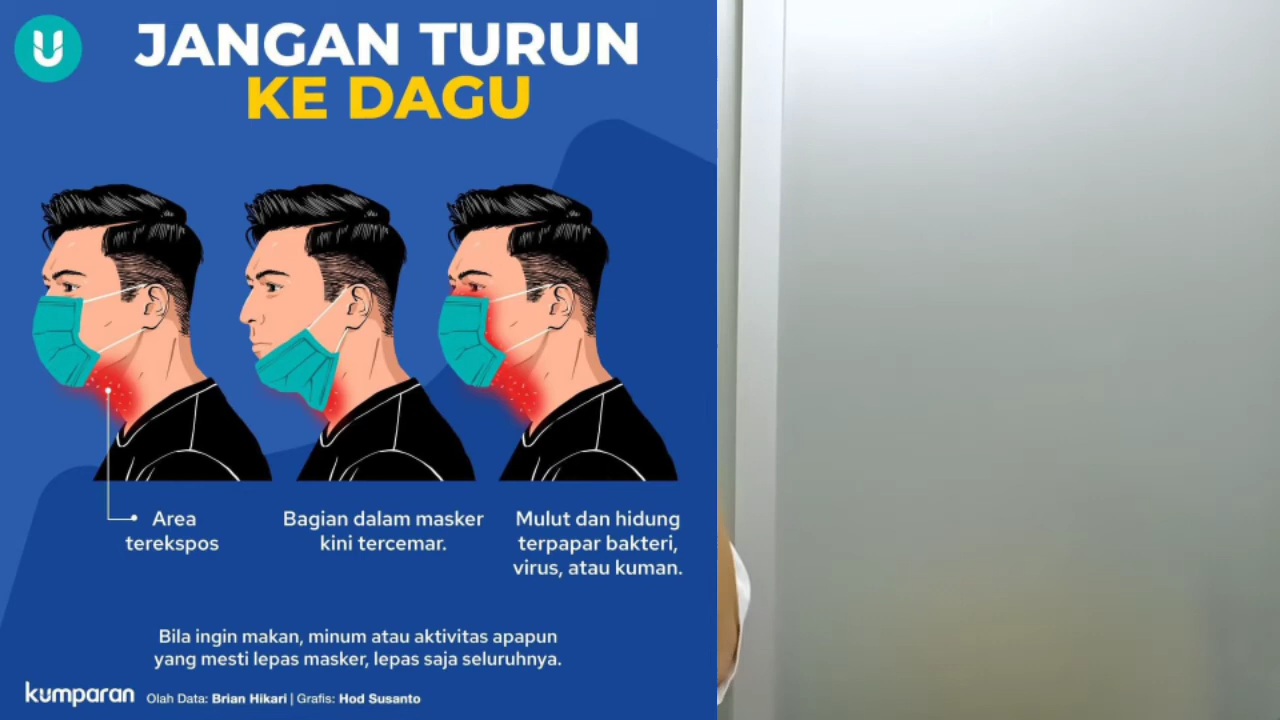 JANGAN TURUN
KE DAGU
Area
terekspos
Bagian dalam masker
kini tercemar.
Mulut dan hidung
terpapar bakteri,
virus, atau kuman.
Bila ingin makan, minum atau aktivitas apapun
yang mesti lepas masker, lepas saja seluruhnya.
kumparan Olah Data: Brian Hikari | Grafis: Hod Susanto